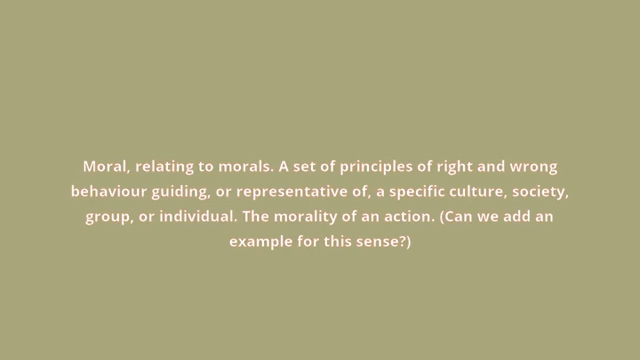 Moral, relating to morals. A set of principles of right and wrong
behaviour guiding, or representative of, a specific culture, society,
group, or individual. The morality of an action. (Can we add an
example for this sense?)